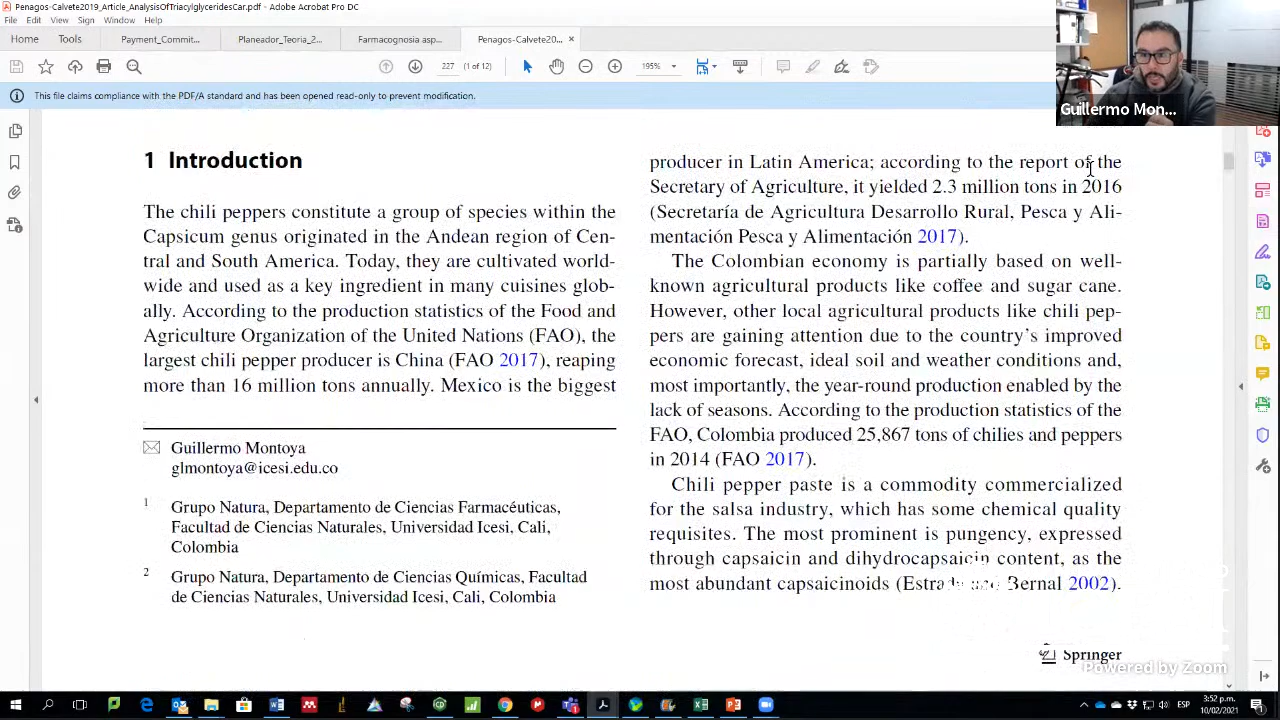 Penagos-Calvete2019_Article_AnalysisOfTriacylglyceridesCar.pdf - Adobe Acrobat Pro DC
File Edit View Window Help
Home Tools Payment_Commit... Planeador_Teoria_2... Farmacognosia asp... Penagos-Calvete20... ×
227 (1 of 12) 195%
This file claims compliance with the PDF/A standard and has been opened read-only to prevent modification.
Guillermo Mon...
1 Introduction
The chili peppers constitute a group of species within the
Capsicum genus originated in the Andean region of Cen-
tral and South America. Today, they are cultivated world-
wide and used as a key ingredient in many cuisines glob-
ally. According to the production statistics of the Food and
Agriculture Organization of the United Nations (FAO), the
largest chili pepper producer is China (FAO 2017), reaping
more than 16 million tons annually. Mexico is the biggest
Guillermo Montoya
glmontoya@icesi.edu.co
1 Grupo Natura, Departamento de Ciencias Farmacéuticas,
Facultad de Ciencias Naturales, Universidad Icesi, Cali,
Colombia
2 Grupo Natura, Departamento de Ciencias Químicas, Facultad
de Ciencias Naturales, Universidad Icesi, Cali, Colombia
producer in Latin America; according to the report of the
Secretary of Agriculture, it yielded 2.3 million tons in 2016
(Secretaría de Agricultura Desarrollo Rural, Pesca y Ali-
mentación Pesca y Alimentación 2017).
The Colombian economy is partially based on well-
known agricultural products like coffee and sugar cane.
However, other local agricultural products like chili pep-
pers are gaining attention due to the country's improved
economic forecast, ideal soil and weather conditions and,
most importantly, the year-round production enabled by the
lack of seasons. According to the production statistics of the
FAO, Colombia produced 25,867 tons of chilies and peppers
in 2014 (FAO 2017).
Chili pepper paste is a commodity commercialized
for the salsa industry, which has some chemical quality
requisites. The most prominent is pungency, expressed
through capsaicin and dihydrocapsaicin content, as the
most abundant capsaicinoids (Estrada and Bernal 2002).
Springer
Powered by Zoom
ESP
3:52 p.m.
10/02/2021